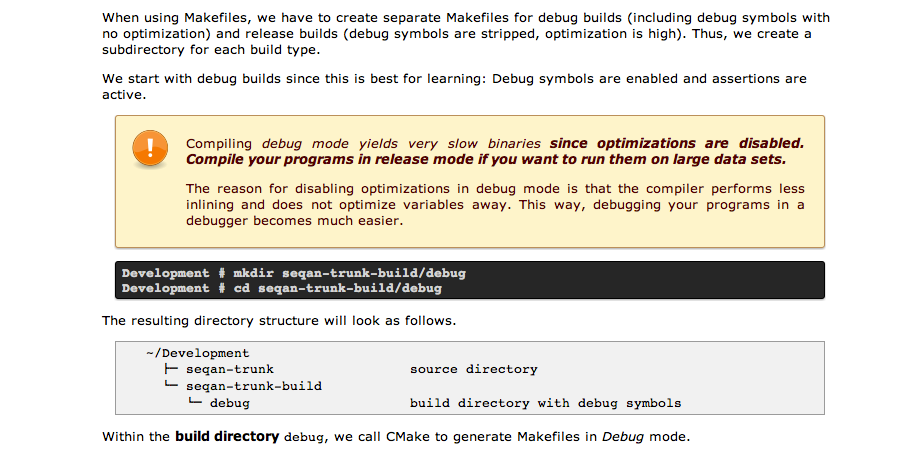 When using Makefiles, we have to create separate Makefiles for debug builds (including debug symbols with
no optimization) and release builds (debug symbols are stripped, optimization is high). Thus, we create a
subdirectory for each build type.
We start with debug builds since this is best for learning: Debug symbols are enabled and assertions are
active.
Compiling debug mode yields very slow binaries since optimizations are disabled.
Compile your programs in release mode if you want to run them on large data sets.
The reason for disabling optimizations in debug mode is that the compiler performs less
inlining and does not optimize variables away. This way, debugging your programs in a
debugger becomes much easier.
Development # mkdir seqan-trunk-build/debug
Development # cd seqan-trunk-build/debug
The resulting directory structure will look as follows.
~/Development
├─ seqan-trunk source directory
└─ seqan-trunk-build
└─ debug build directory with debug symbols
Within the build directory debug, we call CMake to generate Makefiles in Debug mode.